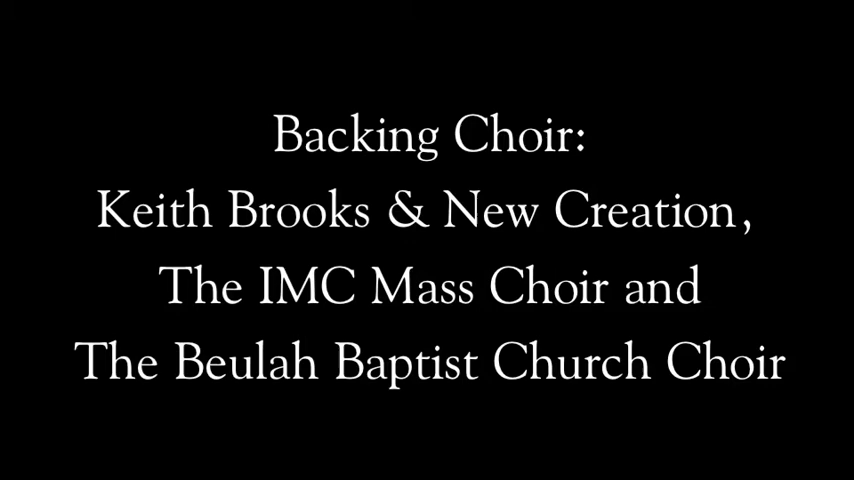 Backing Choir:
Keith Brooks & New Creation,
The IMC Mass Choir and
The Beulah Baptist Church Choir